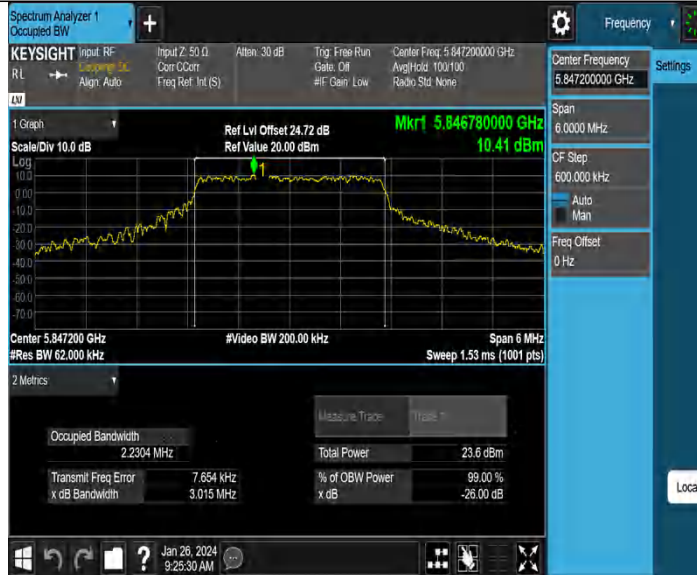 Spectrum Analyzer 1
Occupied BW
+
Frequency
KEYSIGHT
RL
Input: RF
Coupling: DC
Align: Auto
Input Z: 50 Ω
Corr CCorr
Freq Ref: Int (S)
Atten: 30 dB
Trig: Free Run
Gate: Off
#IF Gain: Low
Center Freq: 5.847200000 GHz
Avg|Hold: 100/100
Radio Std: None
LXI
1 Graph
Scale/Div 10.0 dB
Ref Lvl Offset 24.72 dB
Ref Value 20.00 dBm
Mkr1 5.846780000 GHz
10.41 dBm
Log
10.0
0.00
-10.0
-20.0
-30.0
-40.0
-50.0
-60.0
-70.0
1
Center 5.847200 GHz
#Res BW 62.000 kHz
#Video BW 200.00 kHz
Span 6 MHz
Sweep 1.53 ms (1001 pts)
2 Metrics
Measure Trace
Trace 1
Occupied Bandwidth
2.2304 MHz
Total Power
23.6 dBm
Transmit Freq Error
7.654 kHz
% of OBW Power
99.00 %
x dB Bandwidth
3.015 MHz
x dB
-26.00 dB
Center Frequency
5.847200000 GHz
Settings
Span
6.0000 MHz
CF Step
600.000 kHz
Auto
Man
Freq Offset
0 Hz
Loca
?
Jan 26, 2024
9:25:30 AM